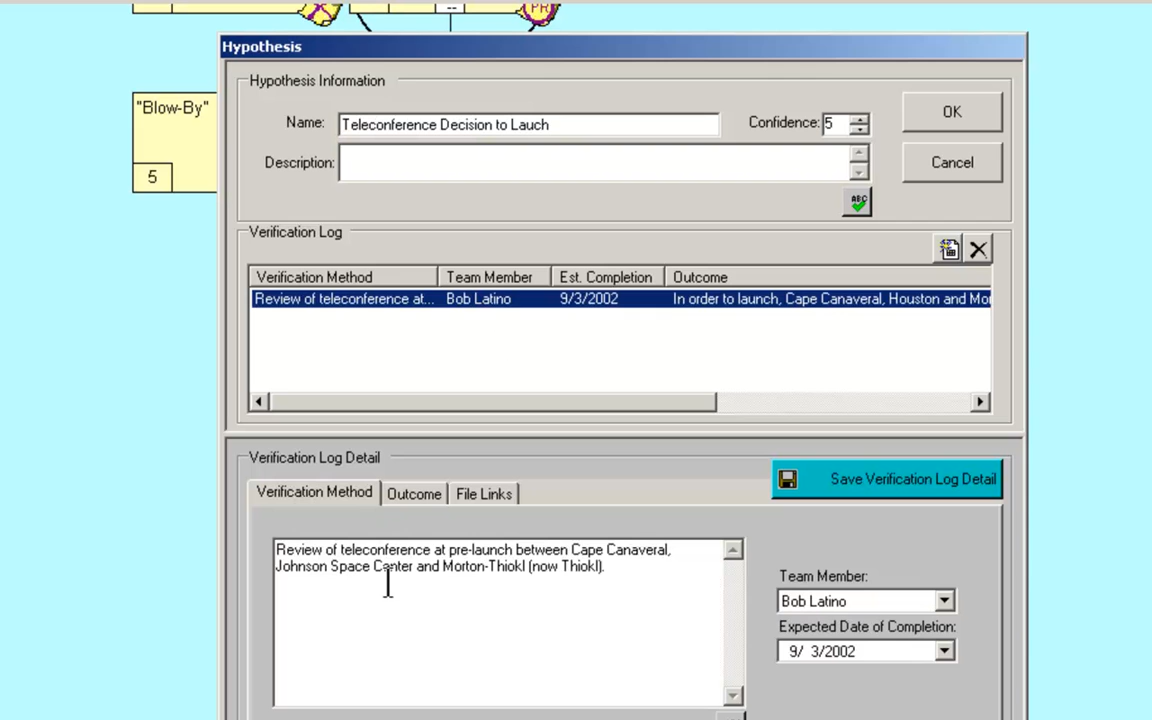 --
PR
Hypothesis
"Blow-By"
5
Hypothesis Information
Name: Teleconference Decision to Lauch
Confidence: 5
OK
Description:
Cancel
ABC
Verification Log
Verification Method Team Member Est. Completion Outcome
Review of teleconference at... Bob Latino 9/3/2002 In order to launch, Cape Canaveral, Houston and Mor
Verification Log Detail
Save Verification Log Detail
Verification Method Outcome File Links
Review of teleconference at pre-launch between Cape Canaveral,
Johnson Space Center and Morton-Thiokl (now Thiokl).
Team Member:
Bob Latino
Expected Date of Completion:
9/ 3/2002